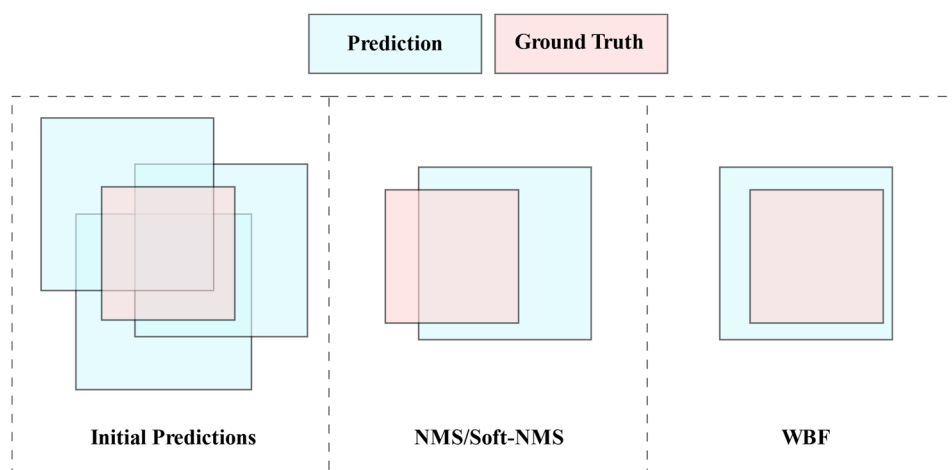 Prediction
Ground Truth
Initial Predictions
NMS/Soft-NMS
WBF